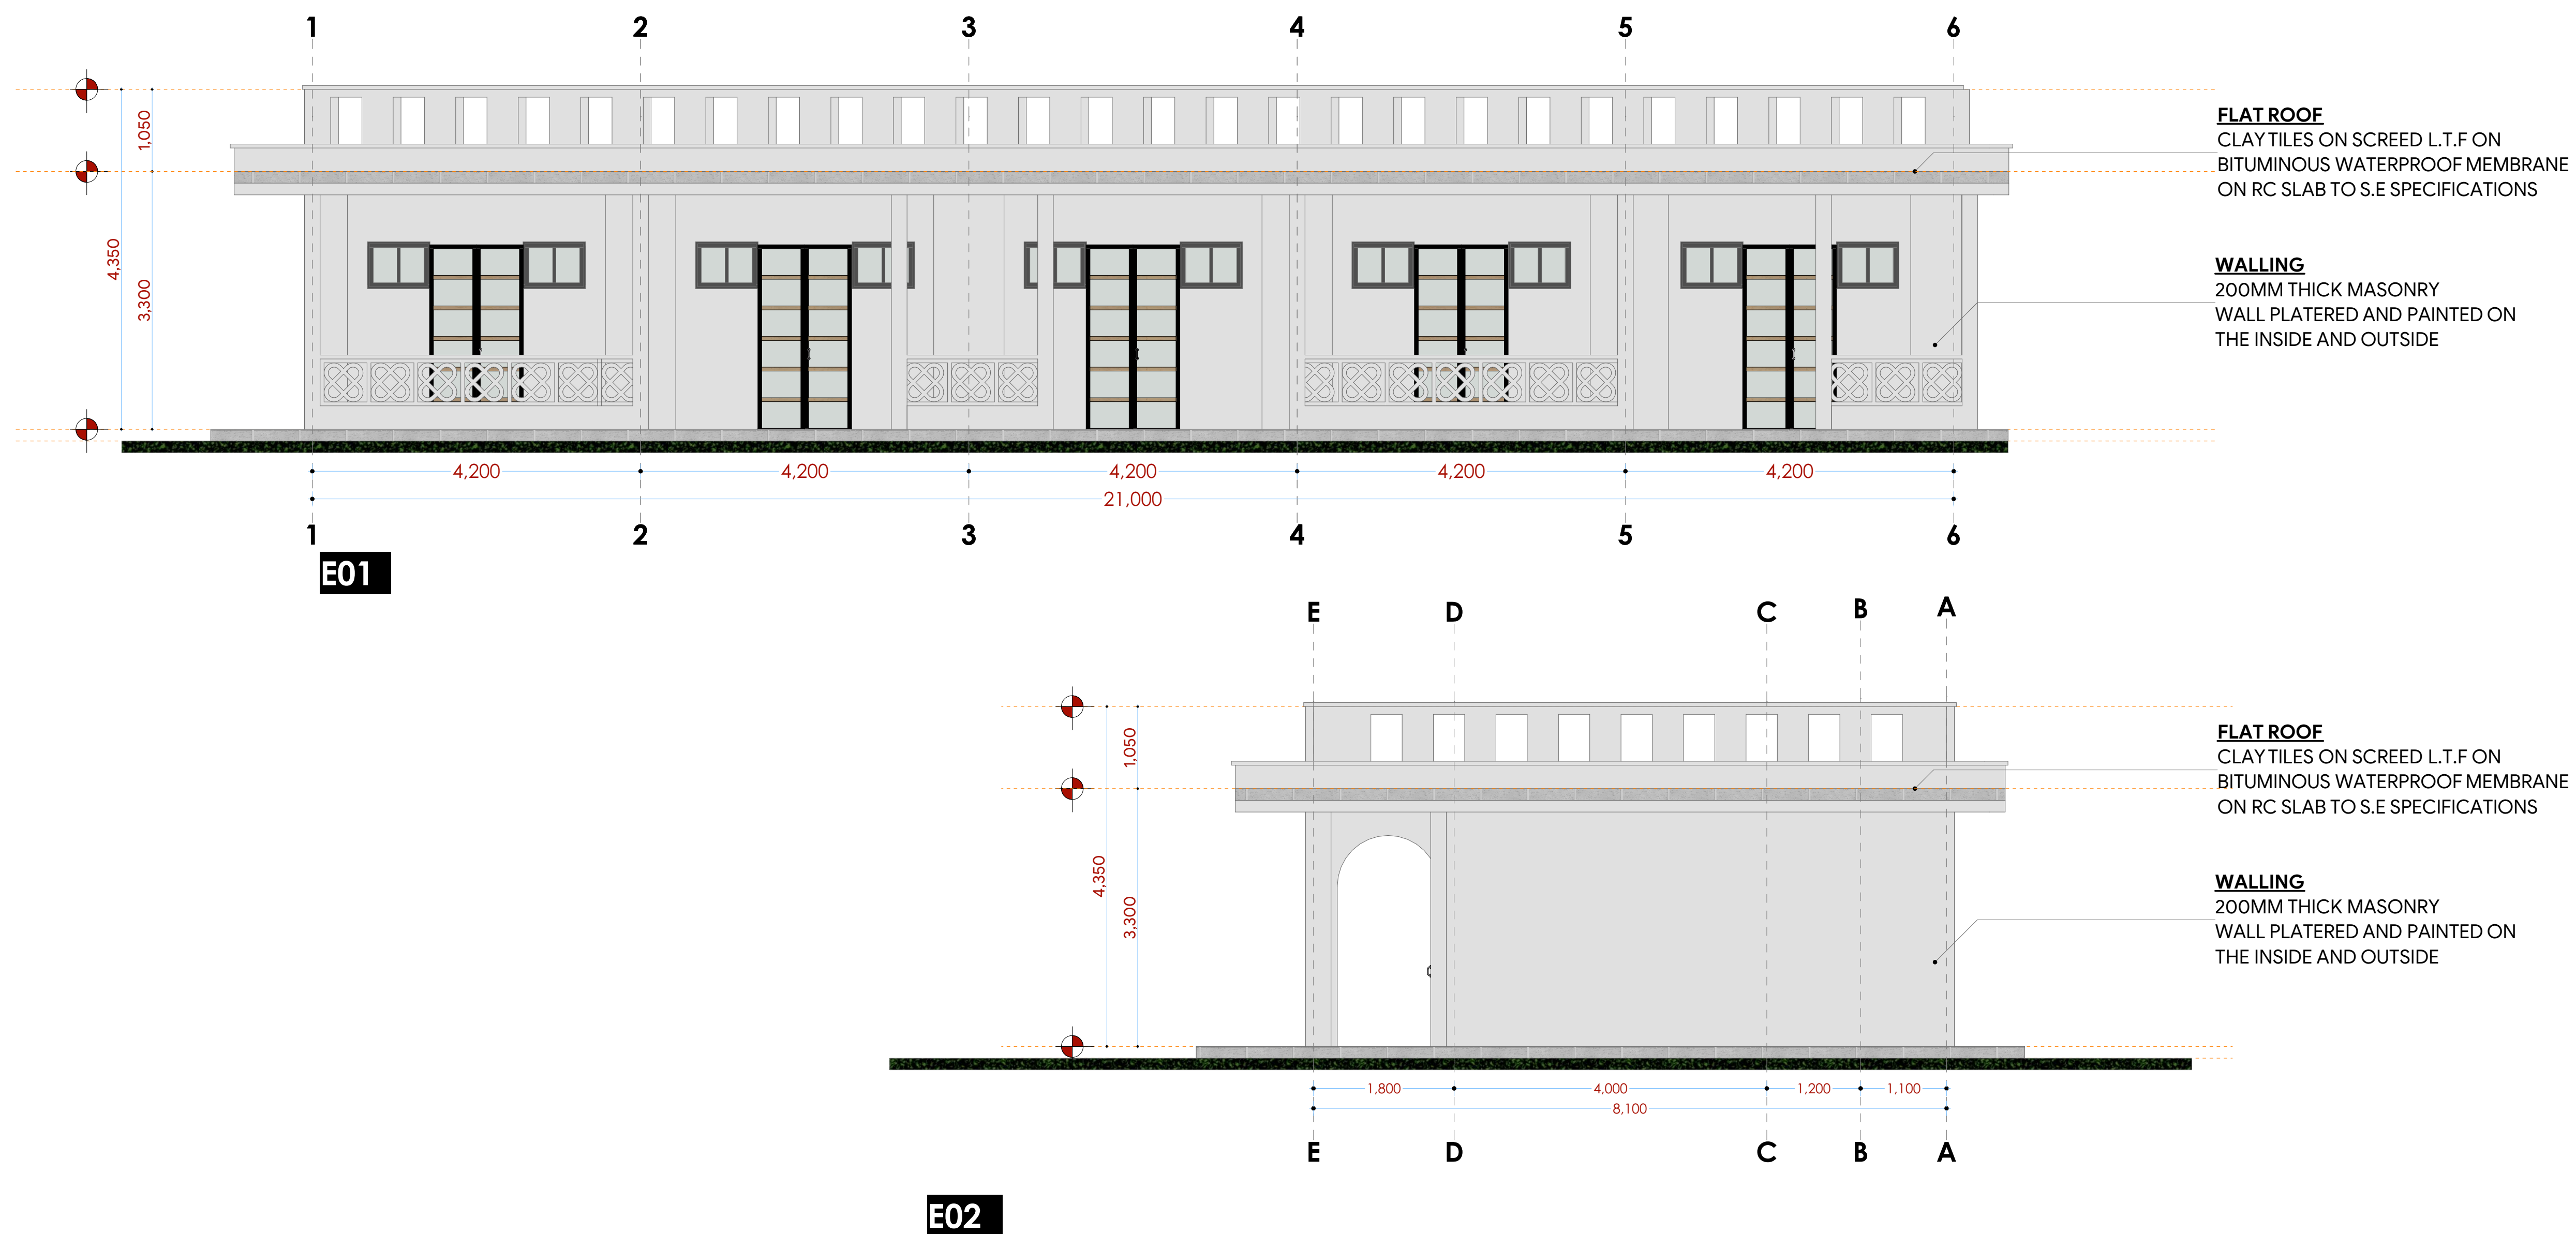 1 2 3 4 5 6
1,050
4,350
3,300
FLAT ROOF
CLAY TILES ON SCREED L.T.F ON
BITUMINOUS WATERPROOF MEMBRANE
ON RC SLAB TO S.E SPECIFICATIONS
WALLING
200MM THICK MASONRY
WALL PLATERED AND PAINTED ON
THE INSIDE AND OUTSIDE
4,200 4,200 4,200 4,200 4,200
21,000
1 2 3 4 5 6
E01
E D C B A
1,050
4,350
3,300
FLAT ROOF
CLAY TILES ON SCREED L.T.F ON
BITUMINOUS WATERPROOF MEMBRANE
ON RC SLAB TO S.E SPECIFICATIONS
WALLING
200MM THICK MASONRY
WALL PLATERED AND PAINTED ON
THE INSIDE AND OUTSIDE
1,800 4,000 1,200 1,100
8,100
E D C B A
E02